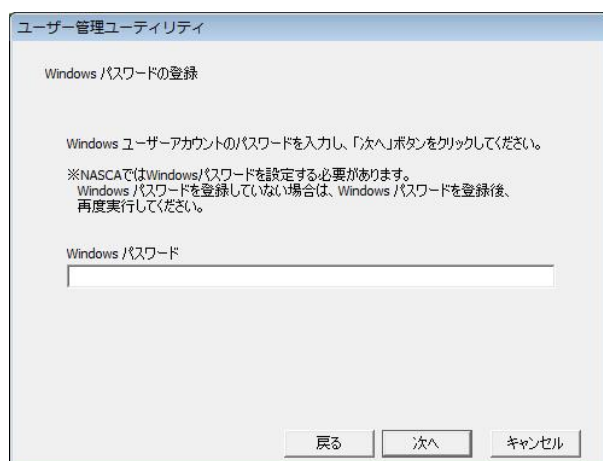 ユーザー管理ユーティリティ
Windows パスワードの登録
Windows ユーザーアカウントのパスワードを入力し、「次へ」ボタンをクリックしてください。
※NASCAではWindowsパスワードを設定する必要があります。
Windows パスワードを登録していない場合は、Windows パスワードを登録後、
再度実行してください。
Windows パスワード
戻る 次へ キャンセル